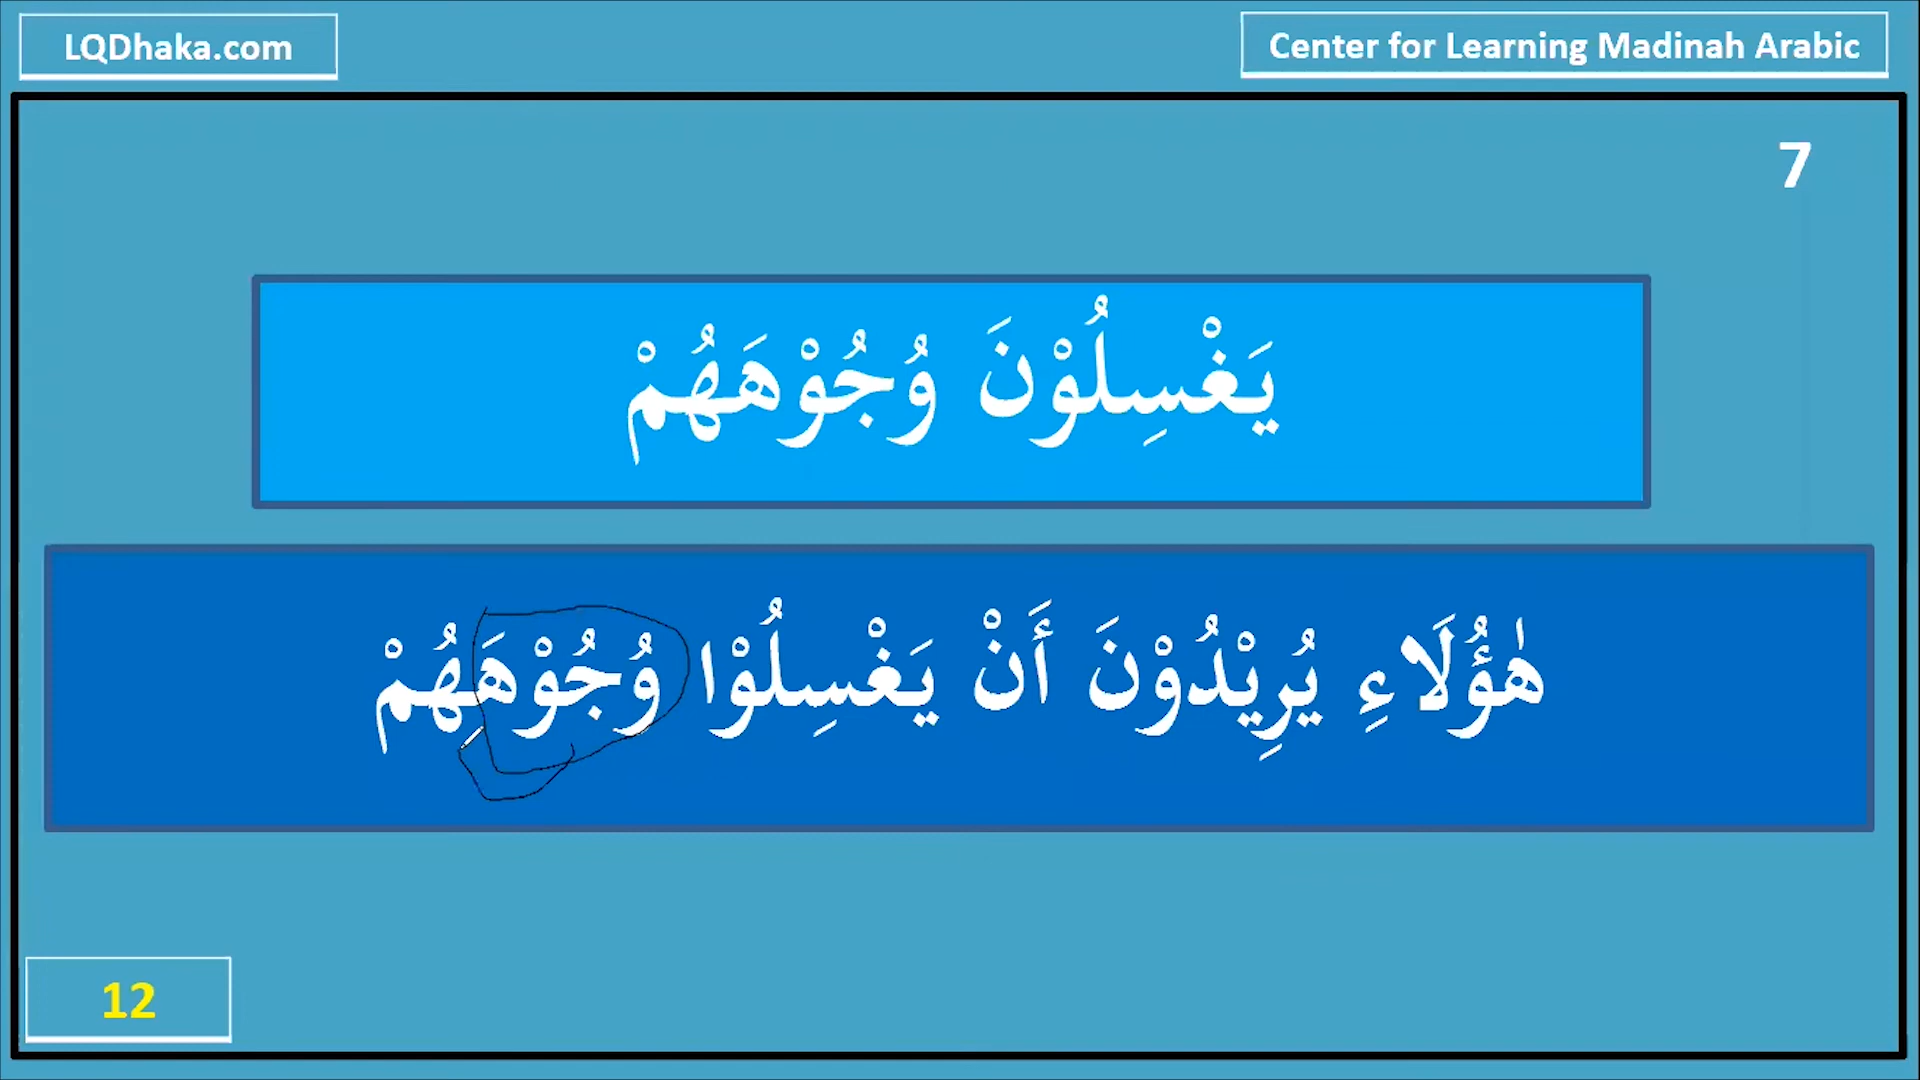 LQDhaka.com
Center for Learning Madinah Arabic
7
يَغْسِلُوْنَ وُجُوْهَهُمْ
هٰؤُلَاءِ يُرِيْدُوْنَ أَنْ يَغْسِلُوْا وُجُوْهَهُمْ
12